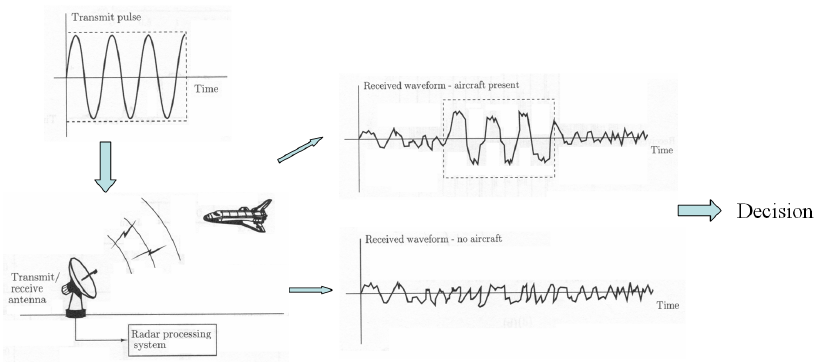 Transmit pulse
Time
Received waveform - aircraft present
Time
Decision
Received waveform - no aircraft
Time
Transmit/
receive
antenna
Radar processing
system